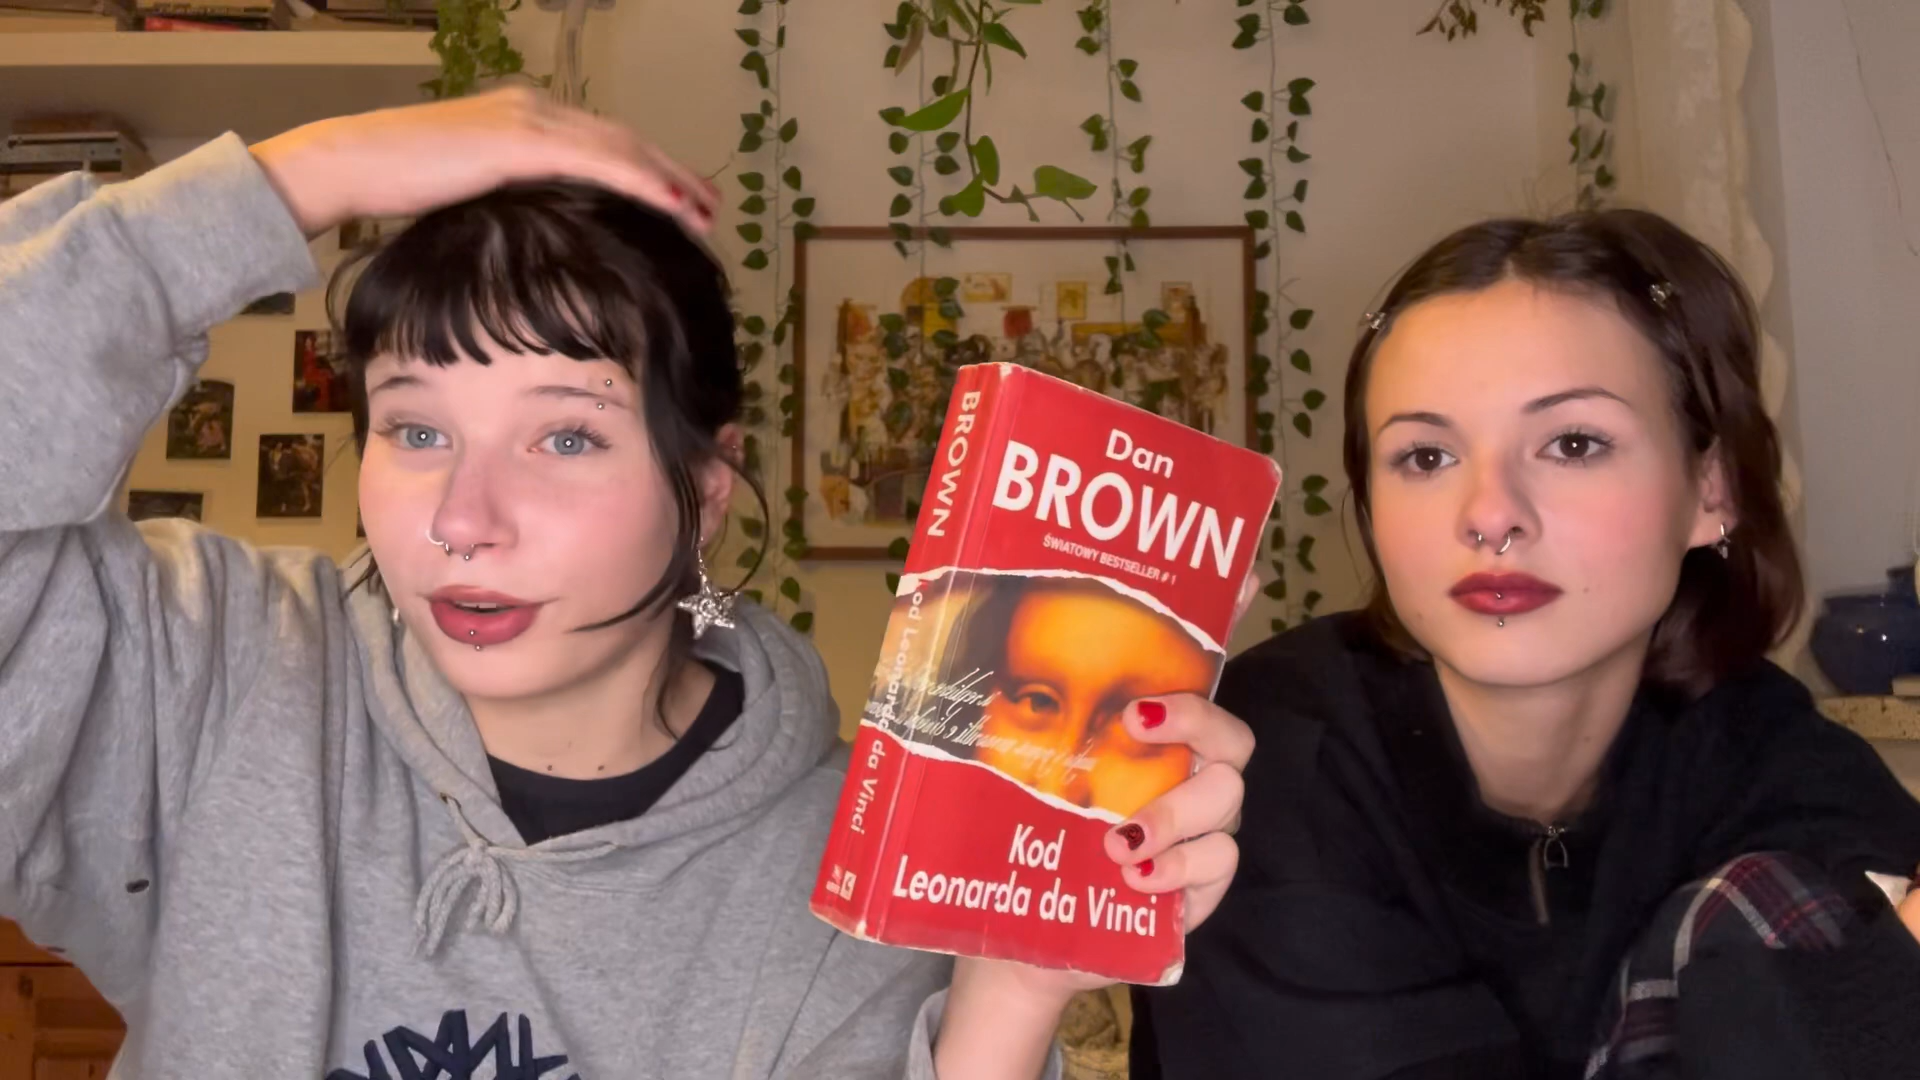 BROWN
Kod Leonarda da Vinci
Dan
BROWN
ŚWIATOWY BESTSELLER # 1
Kod
Leonarda da Vinci